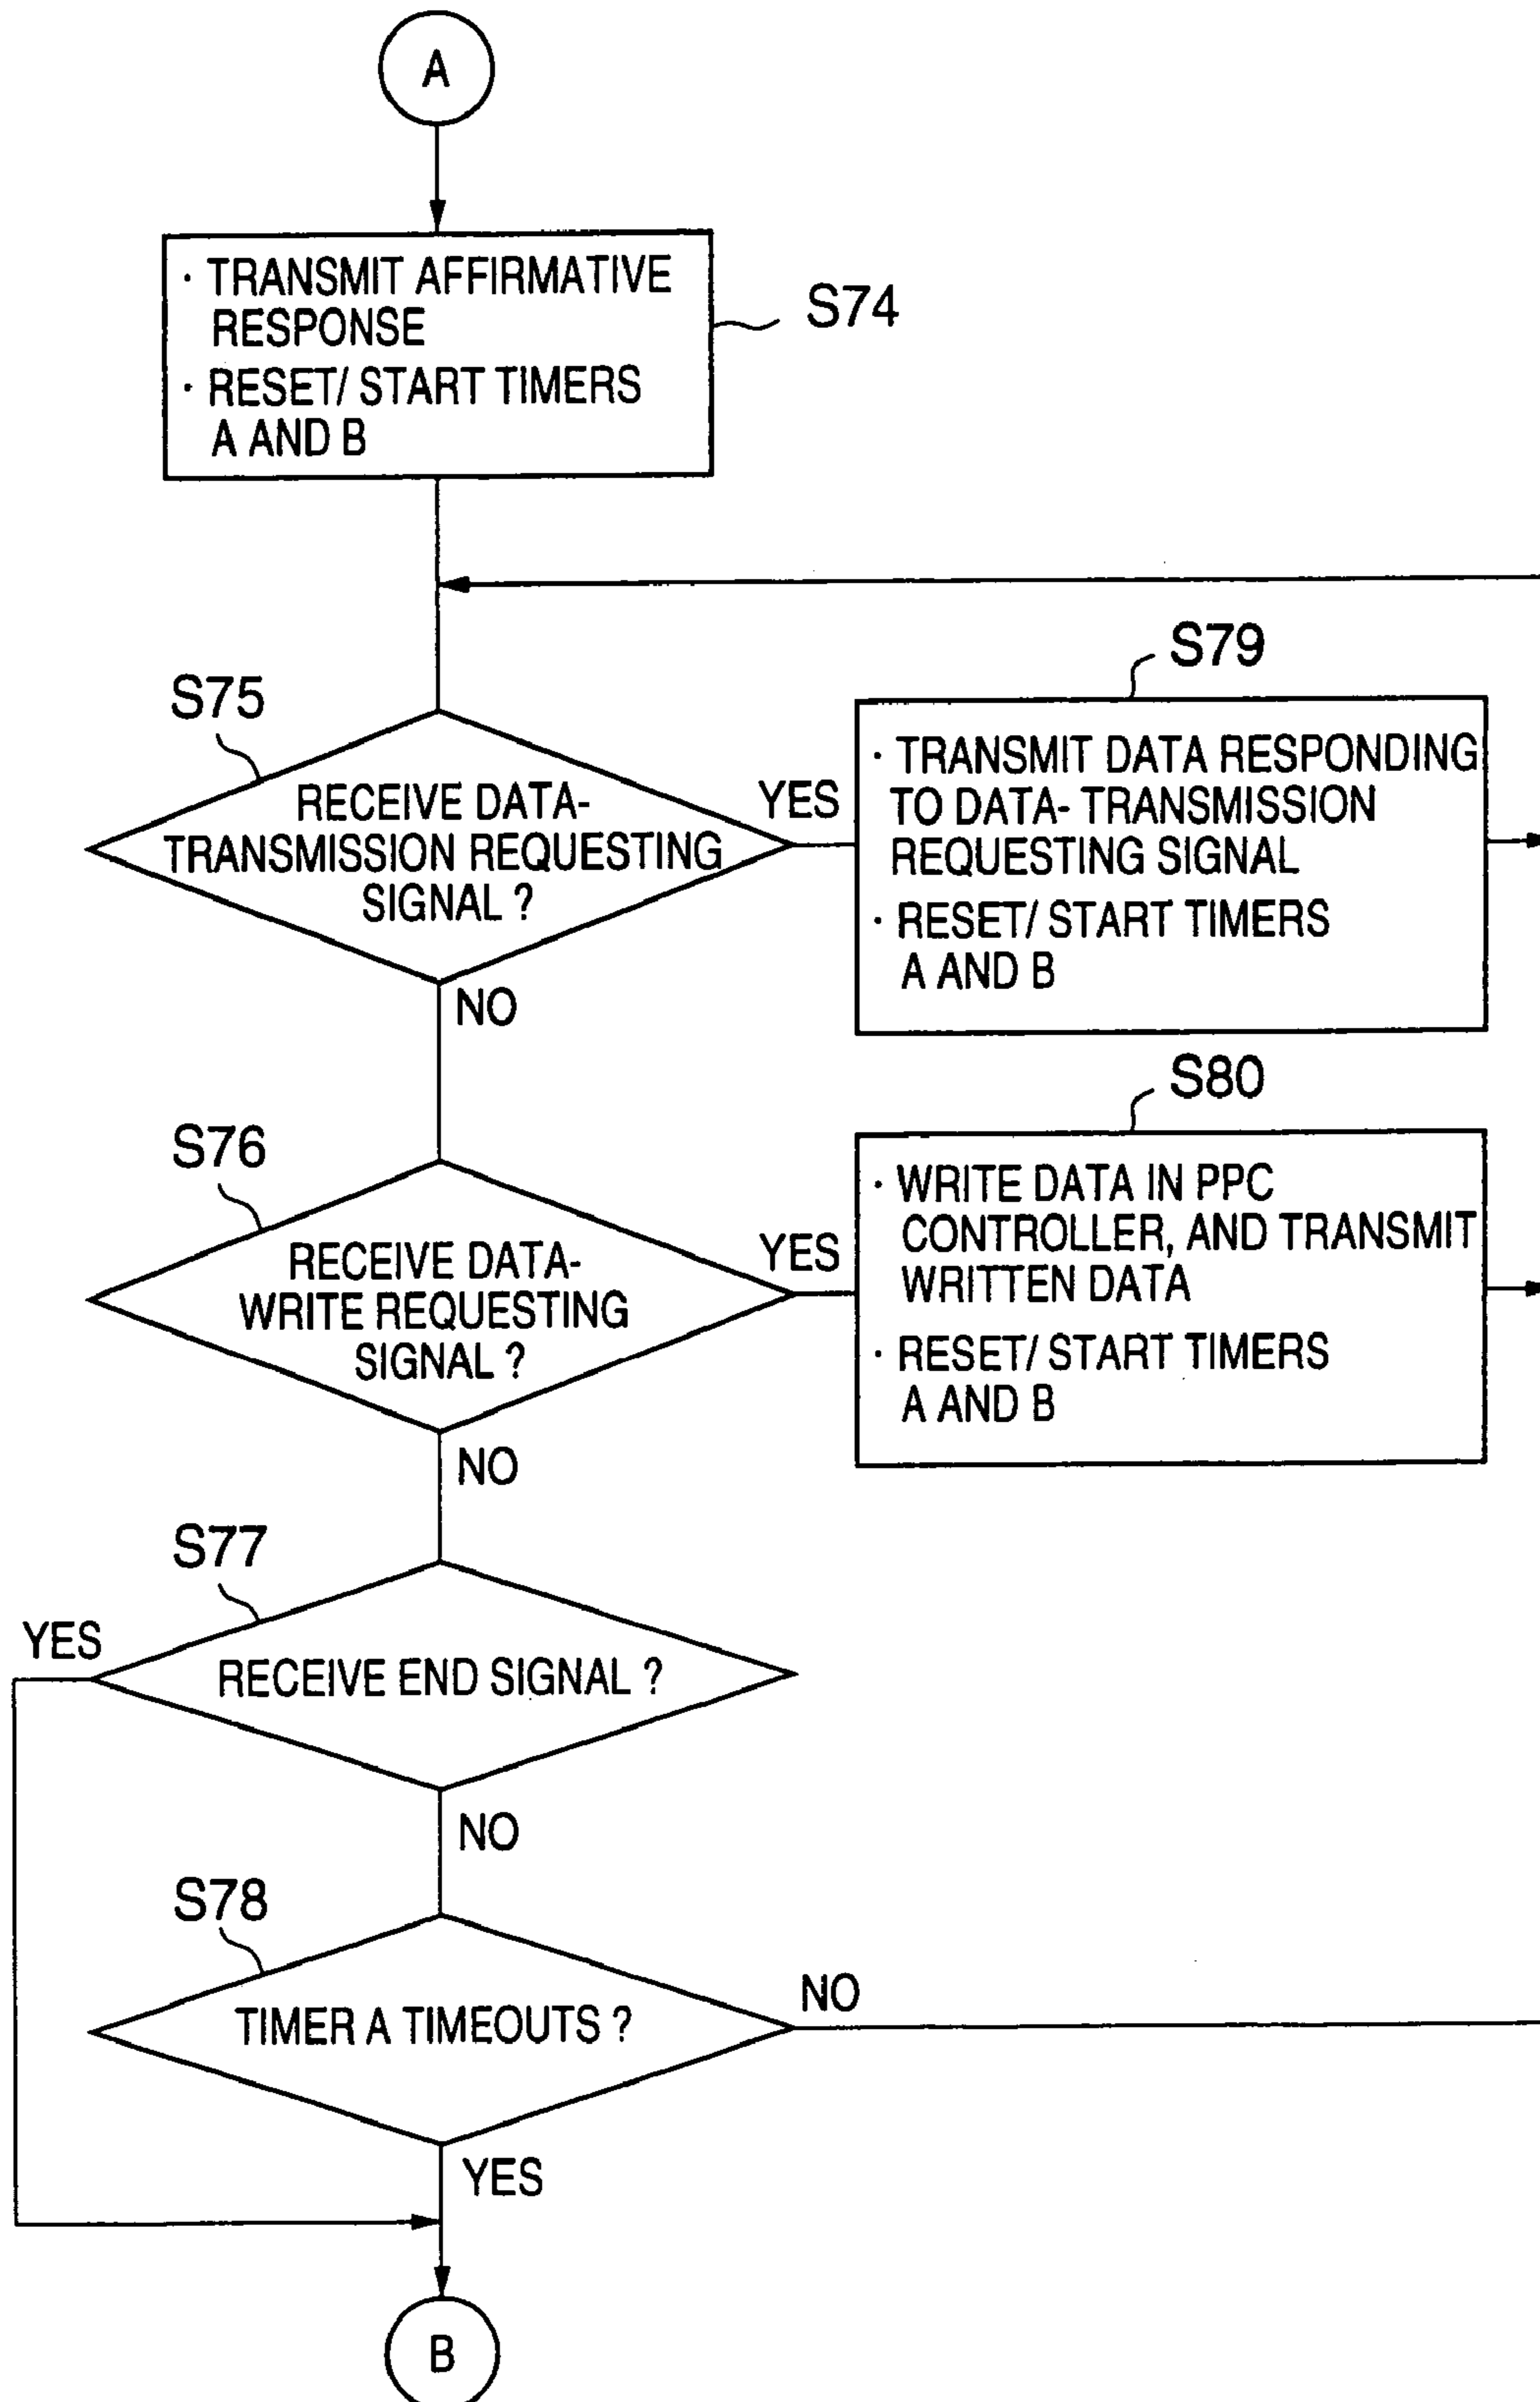 A
· TRANSMIT AFFIRMATIVE
RESPONSE
· RESET/ START TIMERS
A AND B
S74
S75
RECEIVE DATA-
TRANSMISSION REQUESTING
SIGNAL ?
YES
NO
S79
· TRANSMIT DATA RESPONDING
TO DATA- TRANSMISSION
REQUESTING SIGNAL
· RESET/ START TIMERS
A AND B
S76
RECEIVE DATA-
WRITE REQUESTING
SIGNAL ?
YES
NO
S80
· WRITE DATA IN PPC
CONTROLLER, AND TRANSMIT
WRITTEN DATA
· RESET/ START TIMERS
A AND B
S77
YES
RECEIVE END SIGNAL ?
NO
S78
TIMER A TIMEOUTS ?
NO
YES
B